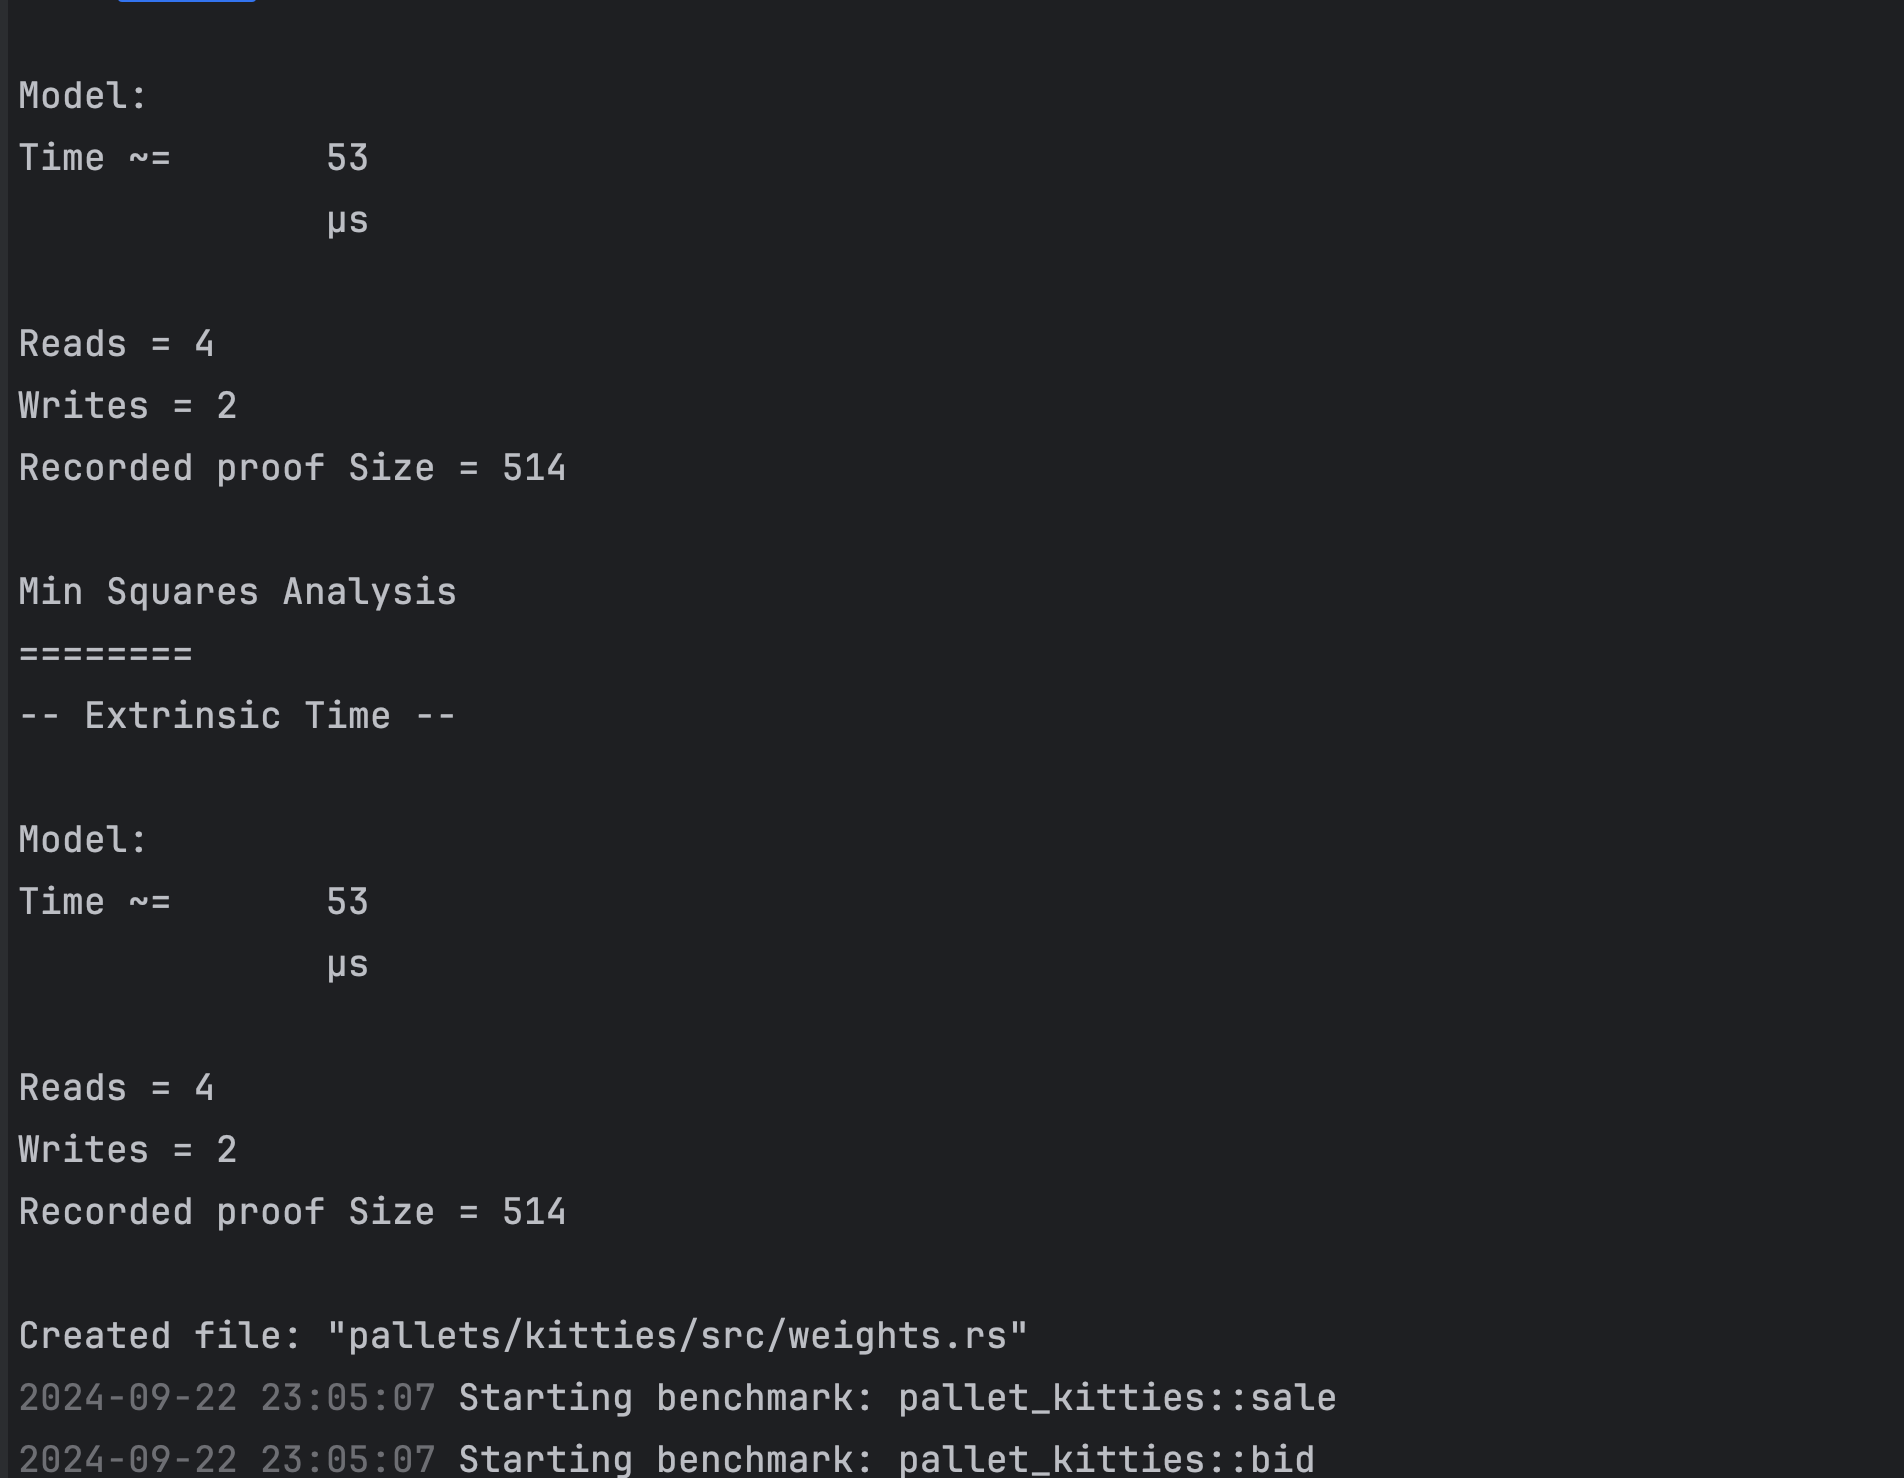 Model:
Time ~=       53
              µs
Reads = 4
Writes = 2
Recorded proof Size = 514
Min Squares Analysis
========
-- Extrinsic Time --
Model:
Time ~=       53
              µs
Reads = 4
Writes = 2
Recorded proof Size = 514
Created file: "pallets/kitties/src/weights.rs"
2024-09-22 23:05:07 Starting benchmark: pallet_kitties::sale
2024-09-22 23:05:07 Starting benchmark: pallet_kitties::bid